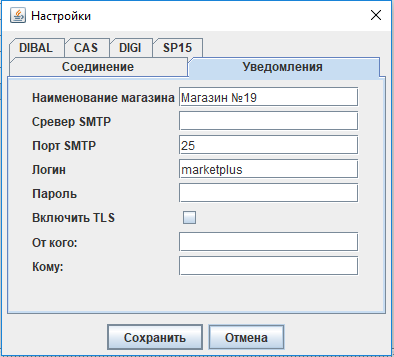 Настройки
DIBAL CAS DIGI SP15
Соединение Уведомления
Наименование магазина Магазин №19
Сревер SMTP
Порт SMTP 25
Логин marketplus
Пароль
Включить TLS
От кого:
Кому:
Сохранить Отмена